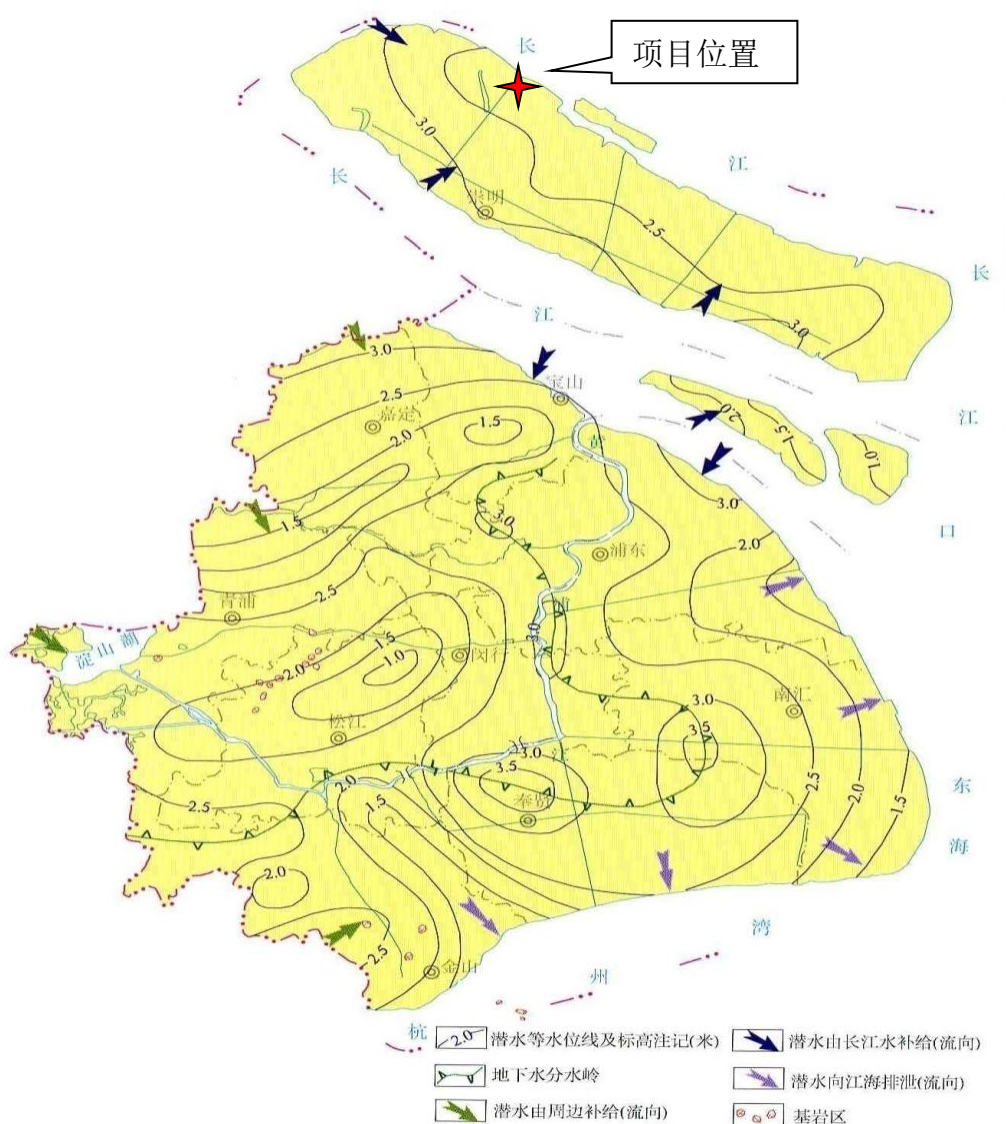 项目位置
长
江
长
3.0
崇明
2.5
长
3.0
江
3.0
2.5
宝山
嘉定
2.0
1.5
2.0
1.5
江
1.0
黄
3.0
3.0
口
1.5
2.0
浦东
青浦
2.5
浦
淀山湖
1.5
3.0
2.0
1.0
闵行
3.0
南汇
松江
3.5
3.0
江
2.5
2.0
3.5
2.5
2.0
1.5
1.5
奉贤
东
海
2.0
2.5
金山
湾
州
杭
2.0 潜水等水位线及标高注记(米)
潜水由长江水补给(流向)
地下水分水岭
潜水向江海排泄(流向)
潜水由周边补给(流向)
基岩区